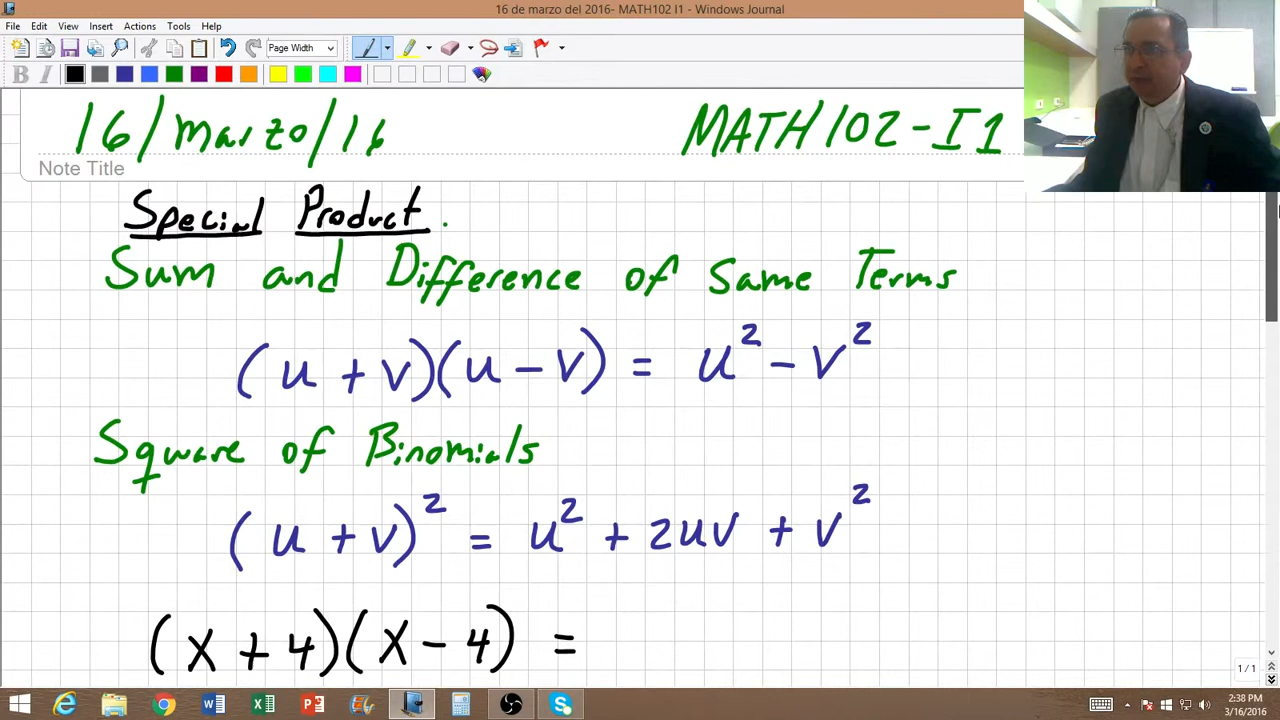 16 de marzo del 2016- MATH102 I1 - Windows Journal
File Edit View Insert Actions Tools Help
Page Width
B I
16/marzo/16 MATH102-I1
Note Title
Special Product.
Sum and Difference of Same Terms
(u + v)(u - v) = u² - v²
Square of Binomials
(u + v)² = u² + 2uv + v²
(x + 4)(x - 4) =
1/1
2:38 PM
3/16/2016